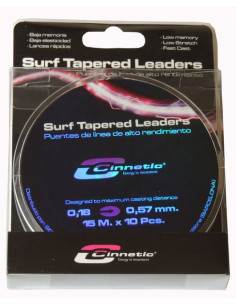 -Baja memoria
-Baja elasticidad
-Lances rápidos
-Low memory
-Low Stretch
-Fast Cast
Surf Tapered Leaders
Surf Tapered Leaders
Puentes de línea de alto rendimiento
Cinnetic
Designed to maximum casting distance
0,18 0,57 mm.
15 M. x 10 Pcs.
(BARCELONA)
Cinnetic